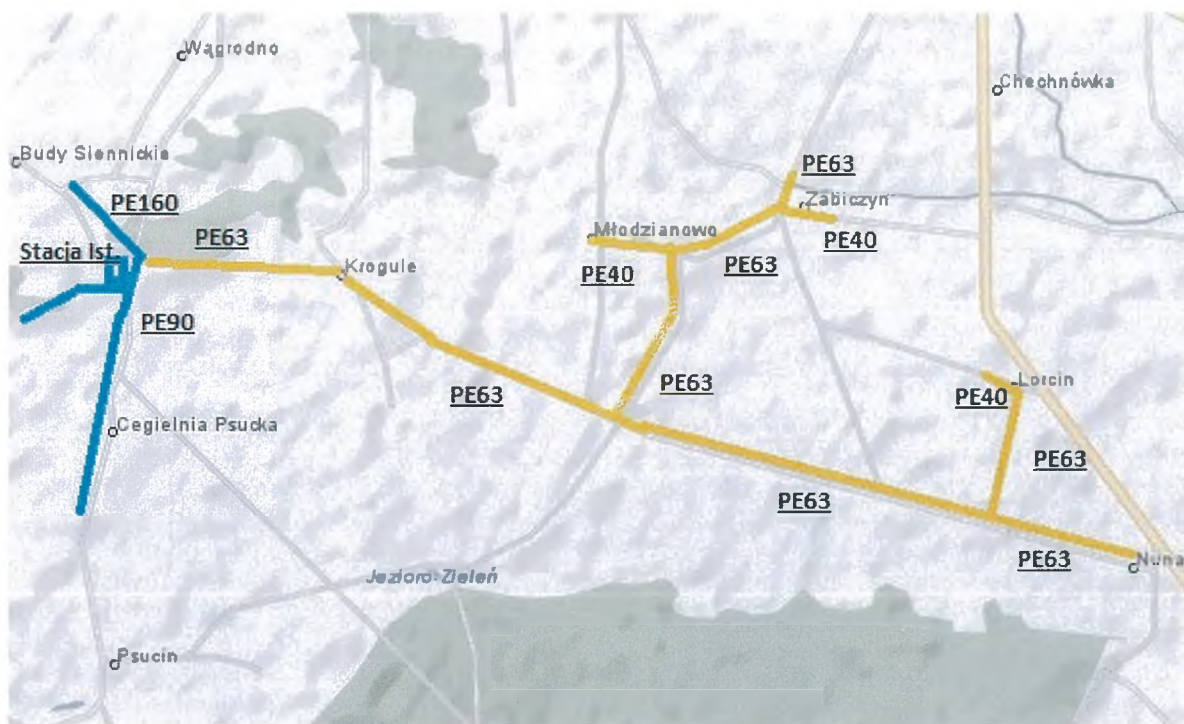 Wągrodno
Chechnówka
Budy Siennickie
PE63
PE160
Zabiczyn
Młodzianowo
Stacja Ist.
PE63
PE40
PE63
Krogule
PE40
PE90
PE63
PE63
Lorcin
PE40
Cegielnia Psucka
PE63
PE63
PE63
Nuna
Jezioro-Zieleń
Psucin